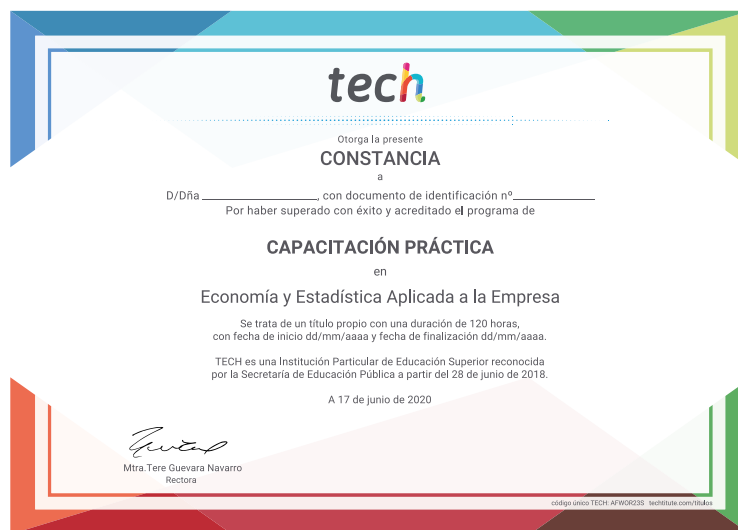 tech
Otorga la presente
CONSTANCIA
a
D/Dña ________________, con documento de identificación nº____________
Por haber superado con éxito y acreditado el programa de
CAPACITACIÓN PRÁCTICA
en
Economía y Estadística Aplicada a la Empresa
Se trata de un título propio con una duración de 120 horas,
con fecha de inicio dd/mm/aaaa y fecha de finalización dd/mm/aaaa.
TECH es una Institución Particular de Educación Superior reconocida
por la Secretaría de Educación Pública a partir del 28 de junio de 2018.
A 17 de junio de 2020
Mtra.Tere Guevara Navarro
Rectora
código único TECH: AFWOR23S techtitute.com/titulos